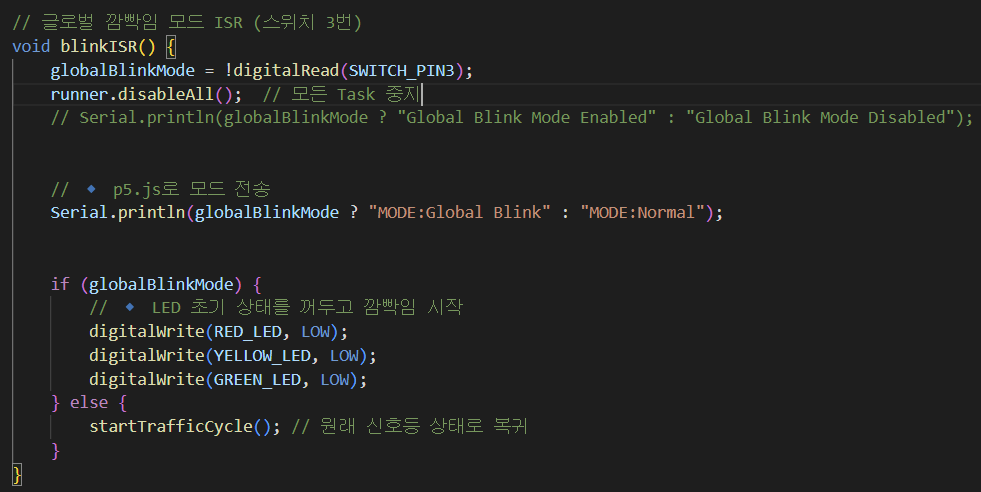 // 글로벌 깜빡임 모드 ISR (스위치 3번)
void blinkISR() {
    globalBlinkMode = !digitalRead(SWITCH_PIN3);
    runner.disableAll();  // 모든 Task 중지
    // Serial.println(globalBlinkMode ? "Global Blink Mode Enabled" : "Global Blink Mode Disabled");
    // 🔹 p5.js로 모드 전송
    Serial.println(globalBlinkMode ? "MODE:Global Blink" : "MODE:Normal");
    if (globalBlinkMode) {
        // 🔹 LED 초기 상태를 꺼두고 깜빡임 시작
        digitalWrite(RED_LED, LOW);
        digitalWrite(YELLOW_LED, LOW);
        digitalWrite(GREEN_LED, LOW);
    } else {
        startTrafficCycle(); // 원래 신호등 상태로 복귀
    }
}